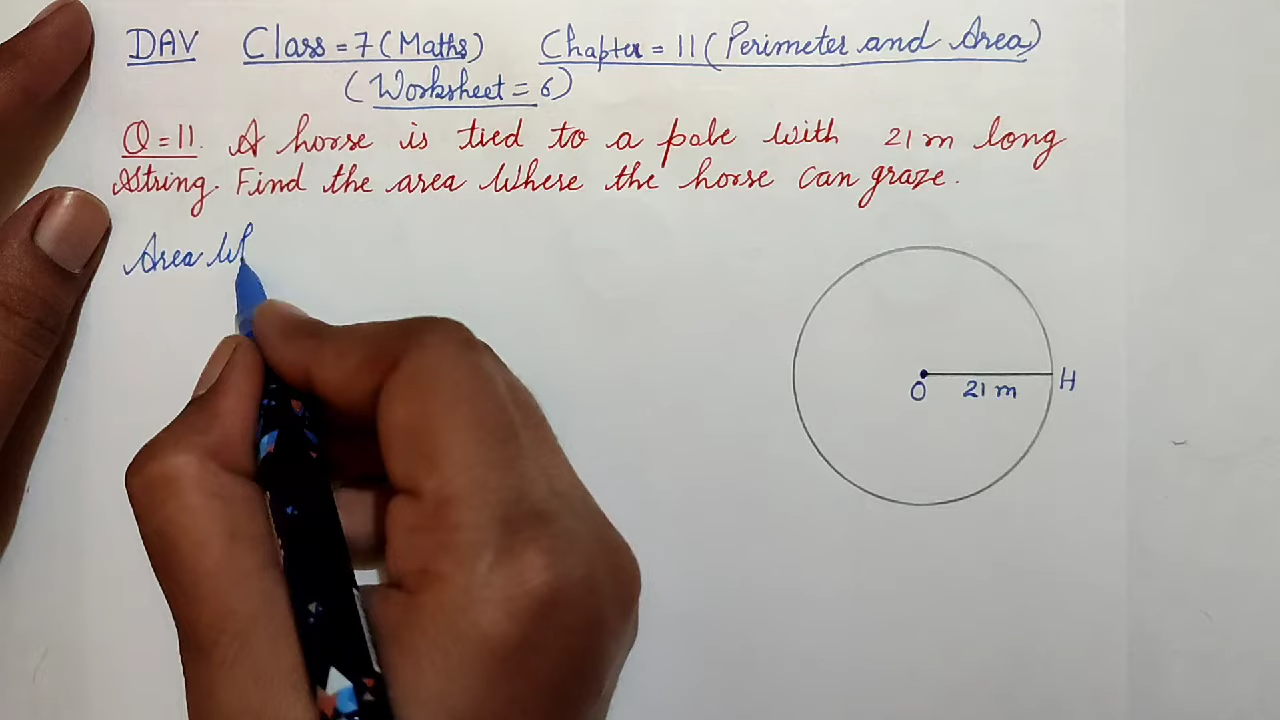 DAV Class = 7 (Maths) Chapter = 11 (Perimeter and Area)
(Worksheet = 6)
Q = 11. A horse is tied to a pole with 21 m long
string. Find the area where the horse can graze.
Area
O 21 m H